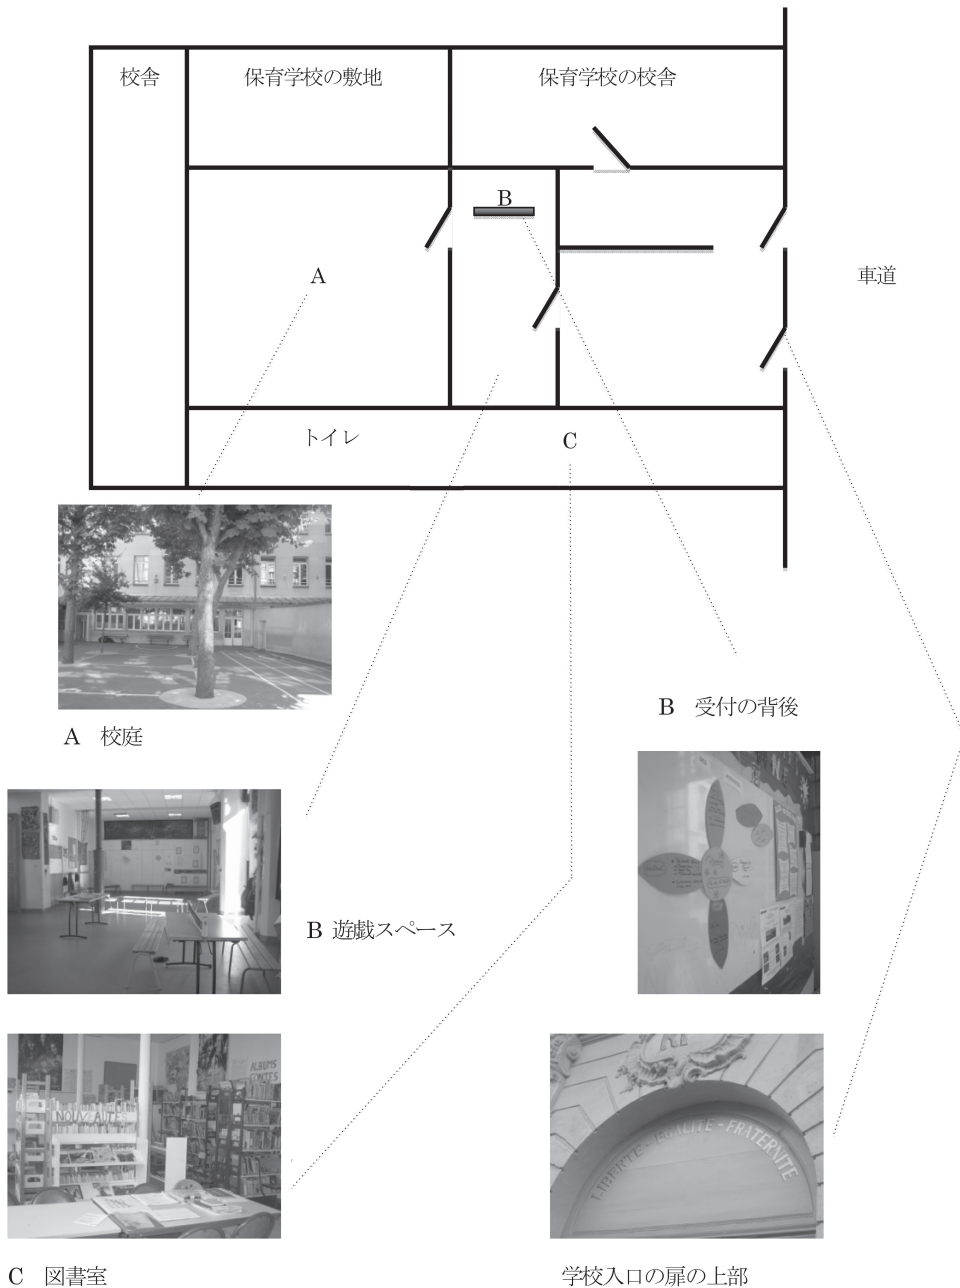 校舎
保育学校の敷地
保育学校の校舎
B
A
車道
トイレ
C
A 校庭
B 受付の背後
B 遊戯スペース
NOUVEAUTES
ALBUMS
CONTES
LIBERTE - EGALITE - FRATERNITE
C 図書室
学校入口の扉の上部